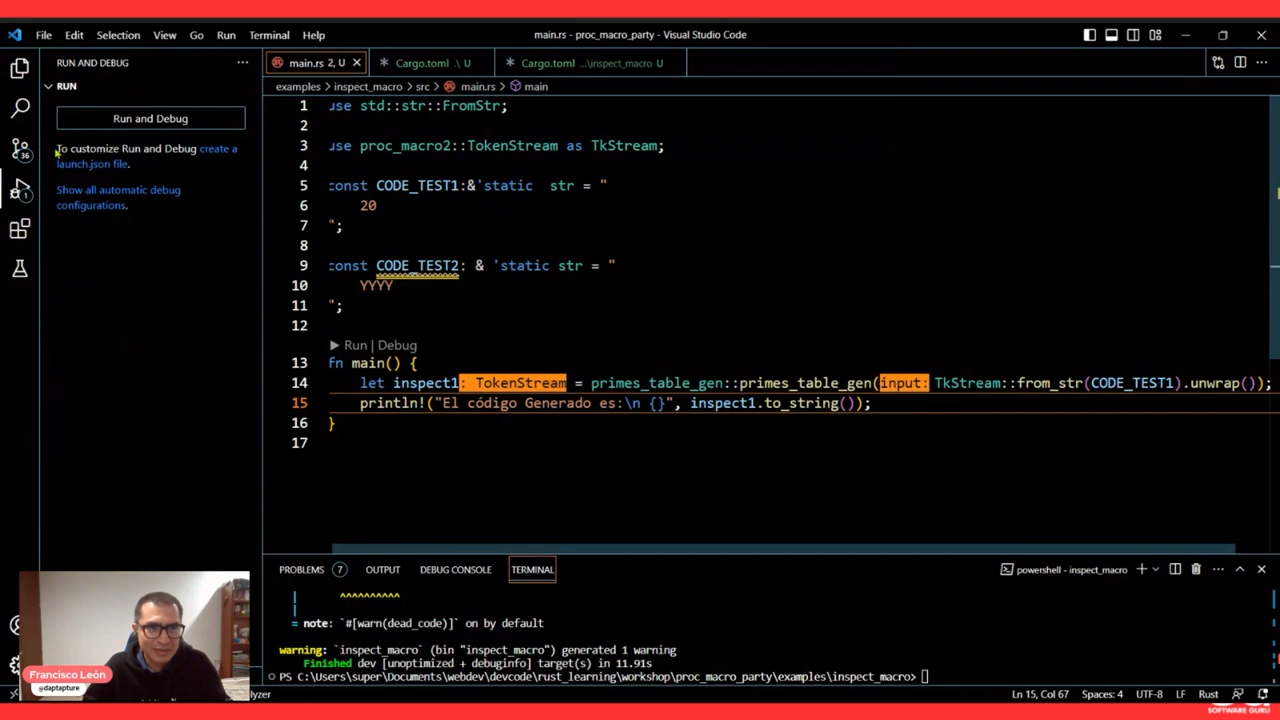 File Edit Selection View Go Run Terminal Help
main.rs - proc_macro_party - Visual Studio Code
RUN AND DEBUG
RUN
Run and Debug
To customize Run and Debug create a
launch.json file.
Show all automatic debug
configurations.
36
1
main.rs 2, U
Cargo.toml .\ U
Cargo.toml ...\inspect_macro U
examples > inspect_macro > src > main.rs > main
1 use std::str::FromStr;
2
3 use proc_macro2::TokenStream as TkStream;
4
5 const CODE_TEST1:&'static str = "
6 20
7 ";
8
9 const CODE_TEST2: & 'static str = "
10 YYYY
11 ";
12
Run | Debug
13 fn main() {
14 let inspect1: TokenStream = primes_table_gen::primes_table_gen(input: TkStream::from_str(CODE_TEST1).unwrap());
15 println!("El código Generado es:\n {}", inspect1.to_string());
16 }
17
PROBLEMS 7 OUTPUT DEBUG CONSOLE TERMINAL
powershell - inspect_macro
| ^^^^^^^^^^
|
= note: `#[warn(dead_code)]` on by default
warning: `inspect_macro` (bin "inspect_macro") generated 1 warning
Finished dev [unoptimized + debuginfo] target(s) in 11.91s
PS C:\Users\super\Documents\webdev\devcode\rust_learning\workshop\proc_macro_party\examples\inspect_macro>
Francisco León
@daptapture
Ln 15, Col 67 Spaces: 4 UTF-8 LF Rust
SOFTWARE GURU